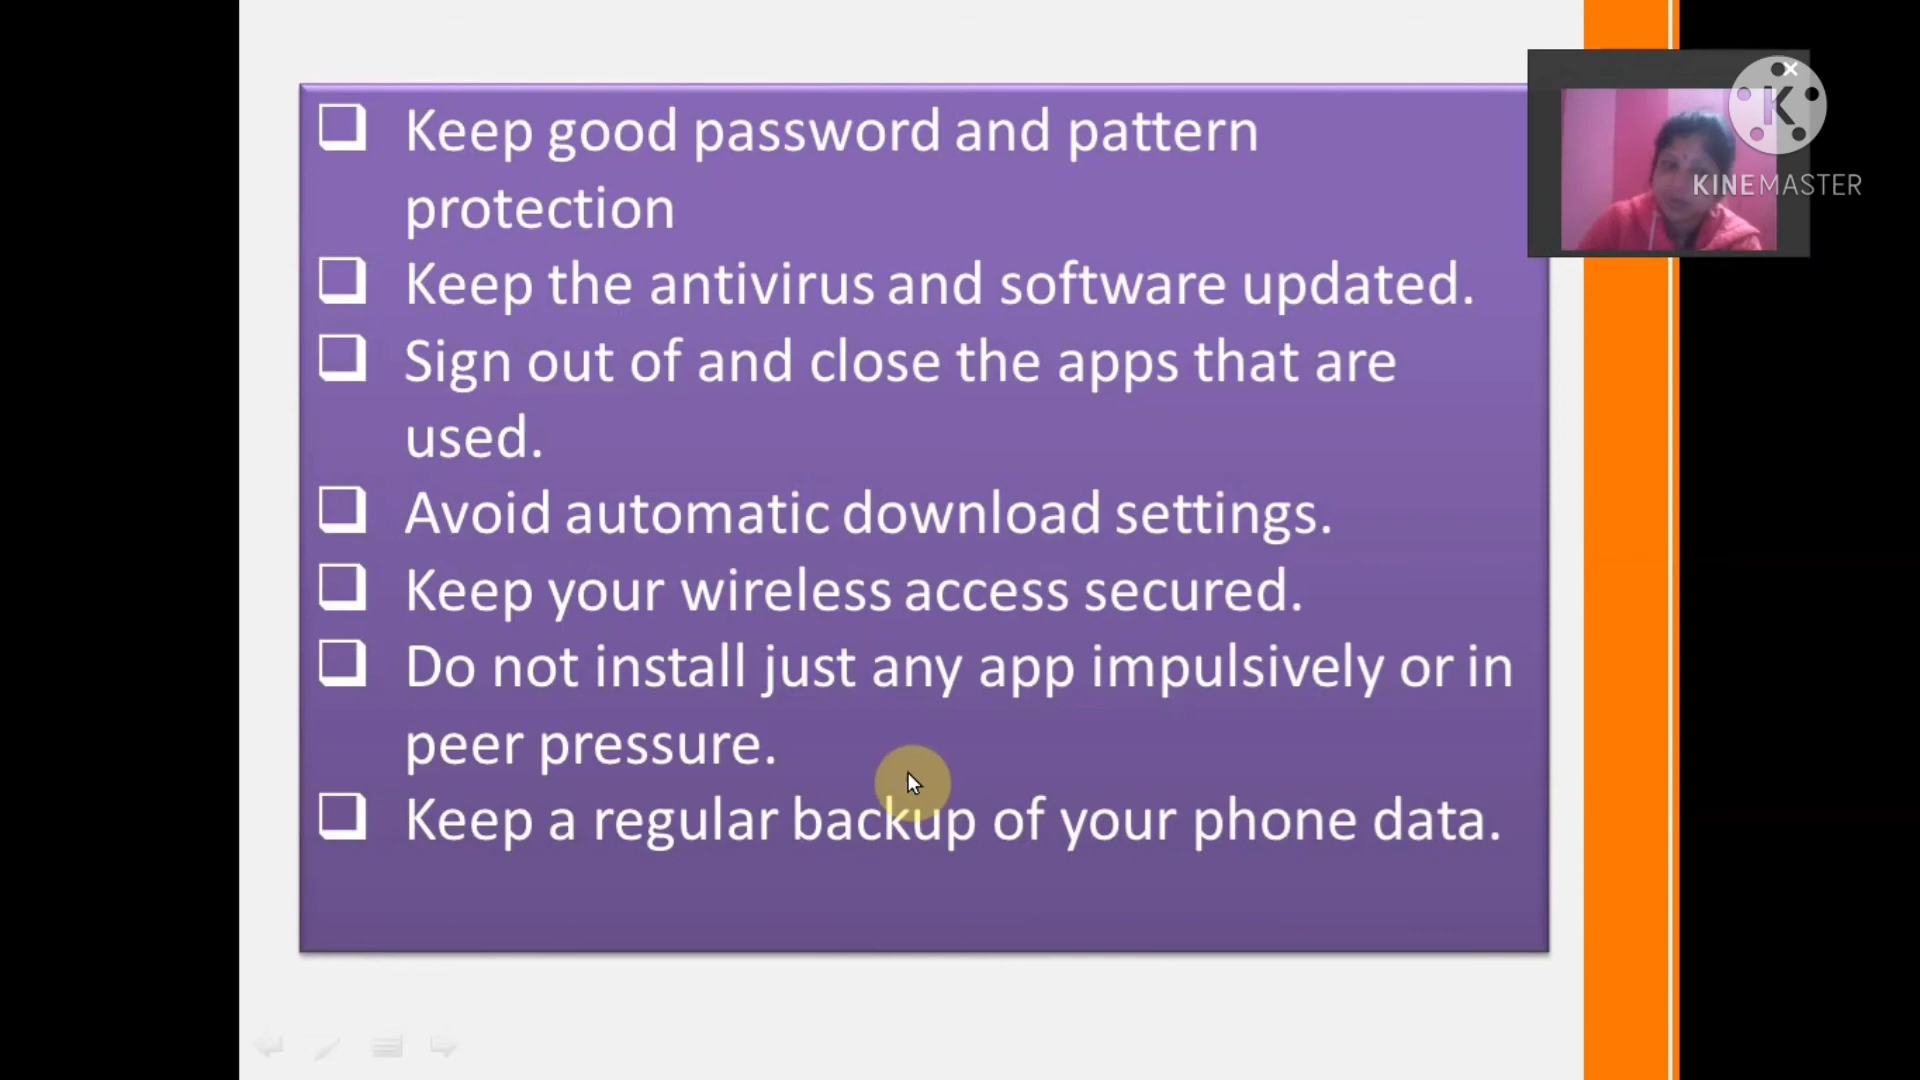 Keep good password and pattern
protection
Keep the antivirus and software updated.
Sign out of and close the apps that are
used.
Avoid automatic download settings.
Keep your wireless access secured.
Do not install just any app impulsively or in
peer pressure.
Keep a regular backup of your phone data.
K
KINEMASTER